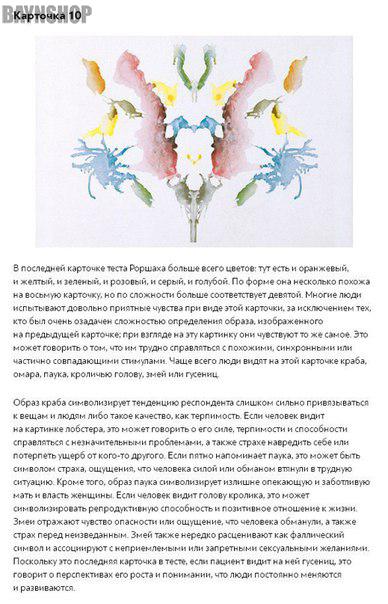 BAYNSHOP
Карточка 10
В последней карточке теста Роршаха больше всего цветов: тут есть и оранжевый,
и желтый, и зеленый, и розовый, и серый, и голубой. По форме она несколько похожа
на восьмую карточку, но по сложности больше соответствует девятой. Многие люди
испытывают довольно приятные чувства при виде этой карточки, за исключением тех,
кто был очень озадачен сложностью определения образа, изображенного
на предыдущей карточке; при взгляде на эту картинку они чувствуют то же самое. Это
может говорить о том, что им трудно справляться с похожими, синхронными или
частично совпадающими стимулами. Чаще всего люди видят на этой карточке краба,
омара, паука, кроличью голову, змей или гусениц.
Образ краба символизирует тенденцию респондента слишком сильно привязываться
к вещам и людям либо такое качество, как терпимость. Если человек видит
на картинке лобстера, это может говорить о его силе, терпимости и способности
справляться с незначительными проблемами, а также страхе навредить себе или
потерпеть ущерб от кого-то другого. Если пятно напоминает паука, это может быть
символом страха, ощущения, что человека силой или обманом втянули в трудную
ситуацию. Кроме того, образ паука символизирует излишне опекающую и заботливую
мать и власть женщины. Если человек видит голову кролика, это может
символизировать репродуктивную способность и позитивное отношение к жизни.
Змеи отражают чувство опасности или ощущение, что человека обманули, а также
страх перед неизведанным. Змей также нередко расценивают как фаллический
символ и ассоциируют с неприемлемыми или запретными сексуальными желаниями.
Поскольку это последняя карточка в тесте, если пациент видит на ней гусениц, это
говорит о перспективах его роста и понимании, что люди постоянно меняются
и развиваются.